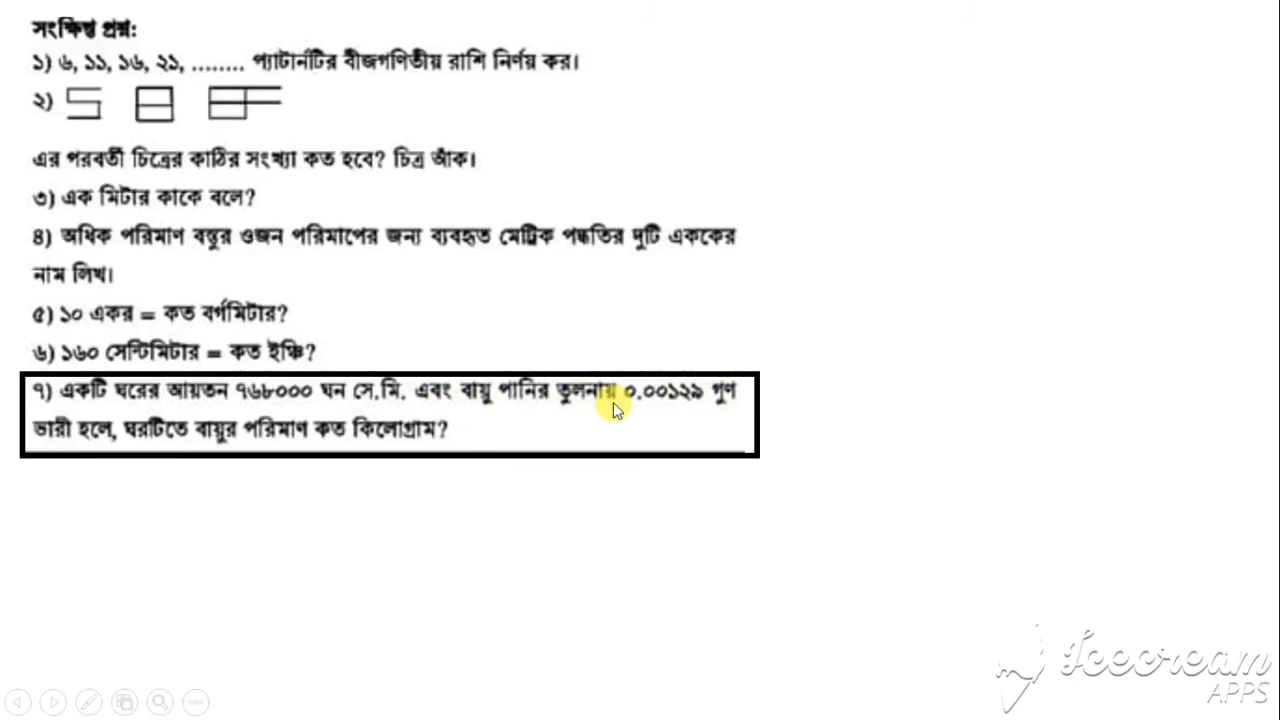 সংক্ষিপ্ত প্রশ্ন:
১) ৬, ১১, ১৬, ২১, ........ প্যাটার্নটির বীজগণিতীয় রাশি নির্ণয় কর।
২)
এর পরবর্তী চিত্রের কাঠির সংখ্যা কত হবে? চিত্র আঁক।
৩) এক মিটার কাকে বলে?
৪) অধিক পরিমাণ বস্তুর ওজন পরিমাপের জন্য ব্যবহৃত মেট্রিক পদ্ধতির দুটি এককের
নাম লিখ।
৫) ১০ একর = কত বর্গমিটার?
৬) ১৬০ সেন্টিমিটার = কত ইঞ্চি?
৭) একটি ঘরের আয়তন ৭৬৮০০০ ঘন সে.মি. এবং বায়ু পানির তুলনায় ০.০০১২৯ গুণ
ভারী হলে, ঘরটিতে বায়ুর পরিমাণ কত কিলোগ্রাম?
Icecream
APPS